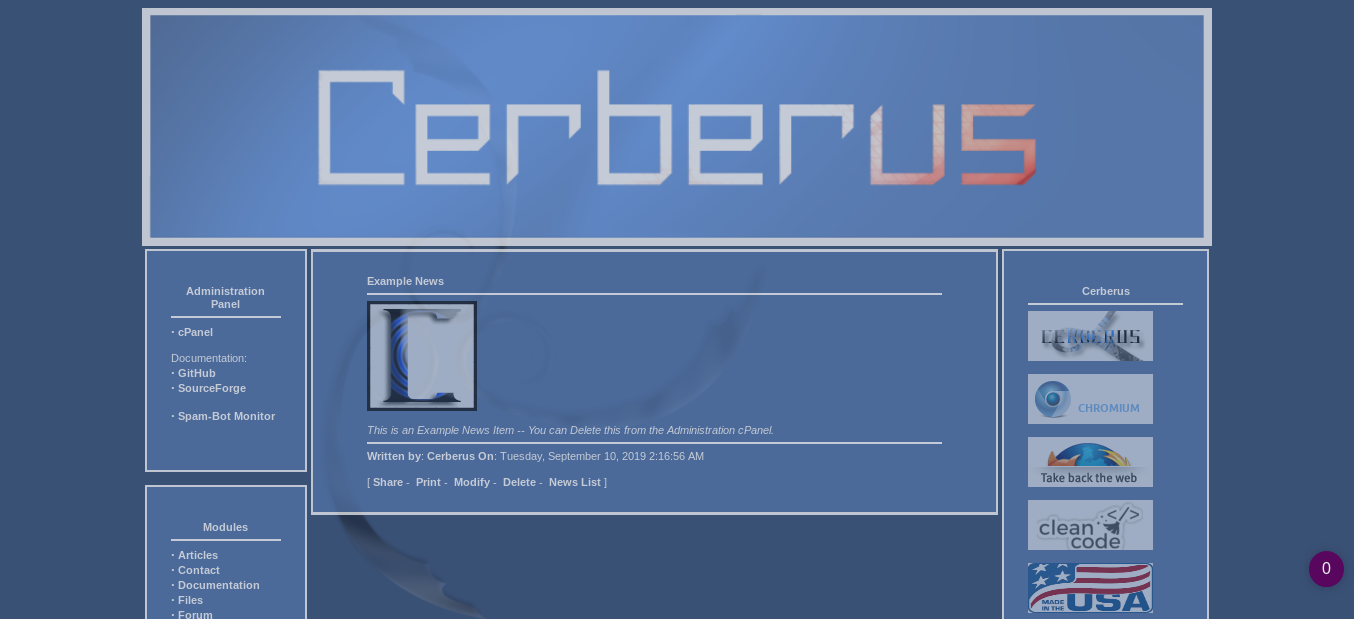 Cerberus
Administration
Panel
· cPanel
Documentation:
· GitHub
· SourceForge
· Spam-Bot Monitor
Modules
· Articles
· Contact
· Documentation
· Files
· Forum
Example News
This is an Example News Item -- You can Delete this from the Administration cPanel.
Written by: Cerberus On: Tuesday, September 10, 2019 2:16:56 AM
[ Share - Print - Modify - Delete - News List ]
Cerberus
CERBERUS
CHROMIUM
Take back the web
</>
clean
code
MADE
IN THE
USA
0